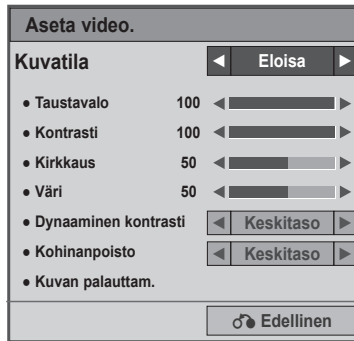 Aseta video.
Kuvatila ◀ Eloisa ▶
● Taustavalo 100
● Kontrasti 100
● Kirkkaus 50
● Väri 50
● Dynaaminen kontrasti ◀ Keskitaso ▶
● Kohinanpoisto ◀ Keskitaso ▶
● Kuvan palauttam.
Edellinen